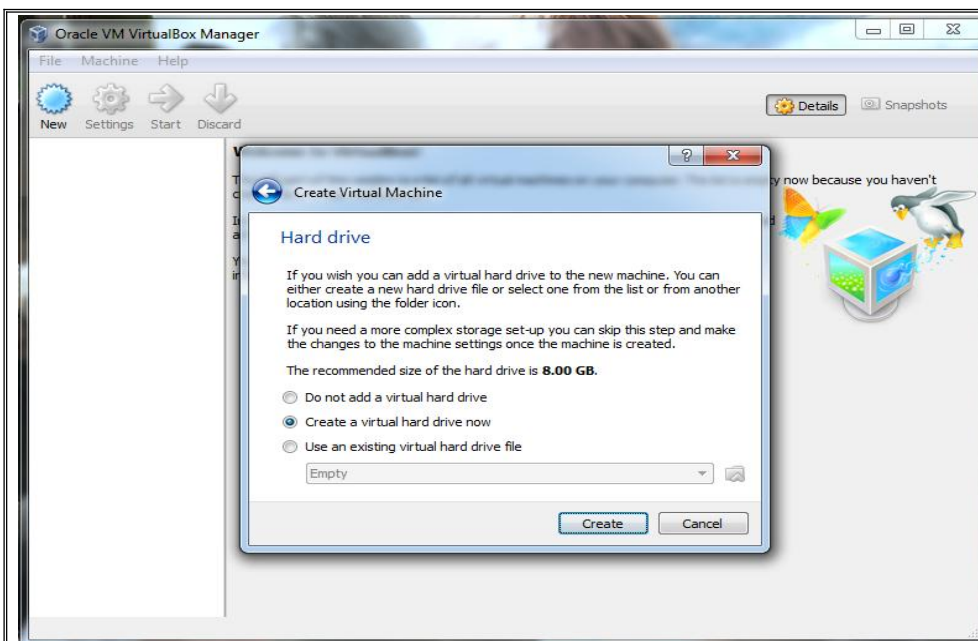 Oracle VM VirtualBox Manager
File Machine Help
New Settings Start Discard
Details Snapshots
y now because you haven't
Create Virtual Machine
Hard drive
If you wish you can add a virtual hard drive to the new machine. You can
either create a new hard drive file or select one from the list or from another
location using the folder icon.
If you need a more complex storage set-up you can skip this step and make
the changes to the machine settings once the machine is created.
The recommended size of the hard drive is 8.00 GB.
Do not add a virtual hard drive
Create a virtual hard drive now
Use an existing virtual hard drive file
Empty
Create Cancel